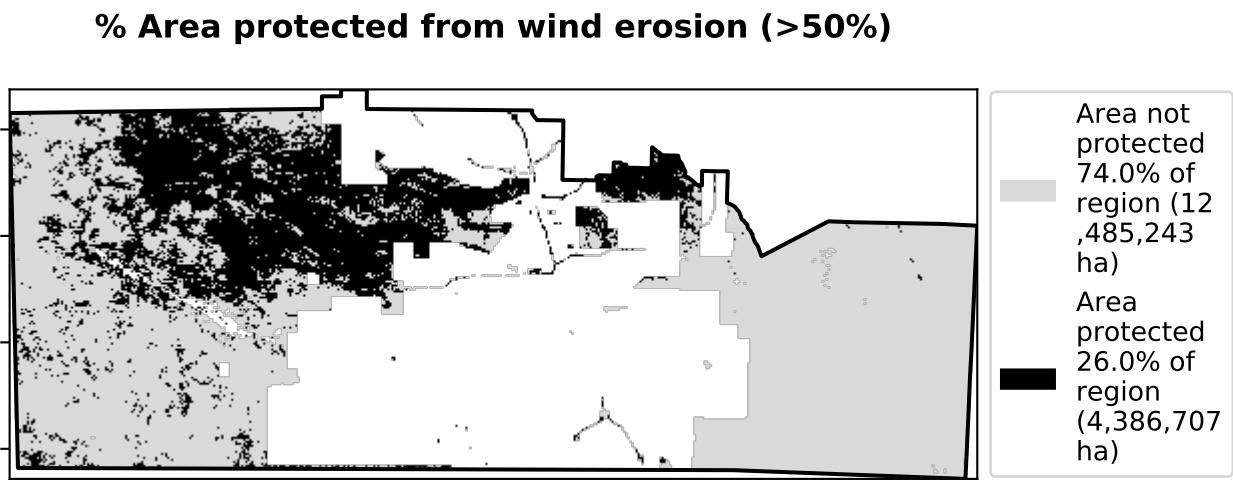 % Area protected from wind erosion (>50%)
Area not
protected
74.0% of
region (12
,485,243
ha)
Area
protected
26.0% of
region
(4,386,707
ha)